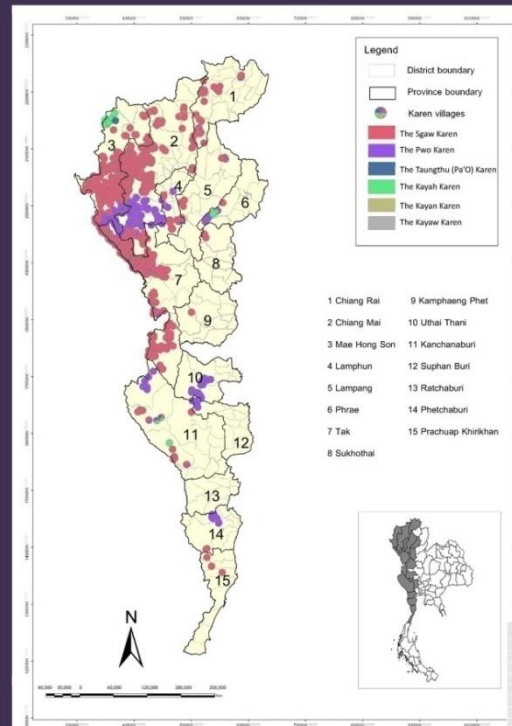 Legend
District boundary
Province boundary
Karen villages
The Sgaw Karen
The Pwo Karen
The Taungthu (Pa'O) Karen
The Kayah Karen
The Kayan Karen
The Kayaw Karen
1
2
3
4
5
6
7
8
9
10
11
12
13
14
15
1 Chiang Rai
2 Chiang Mai
3 Mae Hong Son
4 Lamphun
5 Lampang
6 Phrae
7 Tak
8 Sukhothai
9 Kamphaeng Phet
10 Uthai Thani
11 Kanchanaburi
12 Suphan Buri
13 Ratchaburi
14 Phetchaburi
15 Prachuap Khirikhan
N